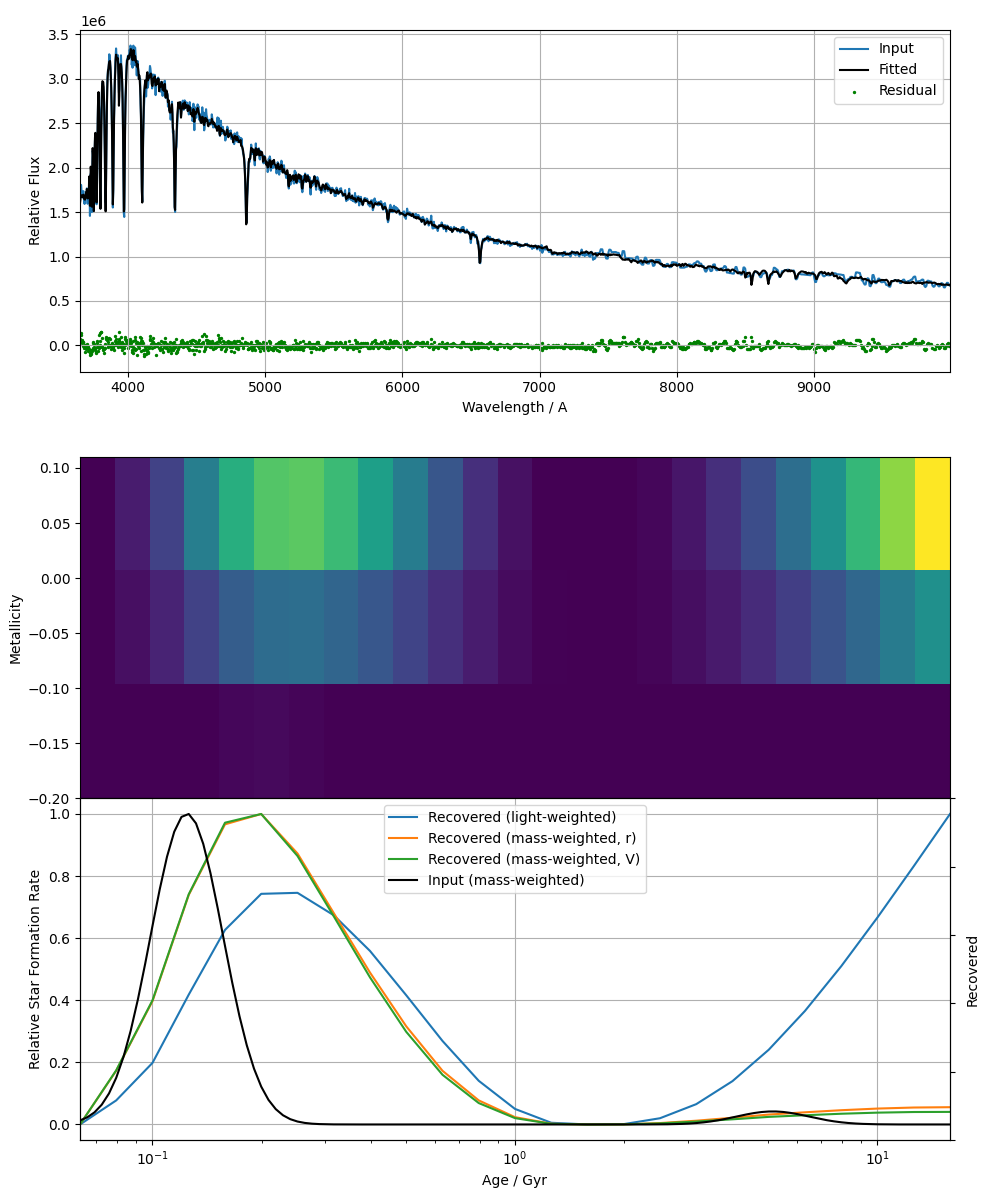 1e6
3.5
3.0
2.5
2.0
1.5
1.0
0.5
0.0
Relative Flux
Input
Fitted
Residual
4000 5000 6000 7000 8000 9000
Wavelength / A
0.10
0.05
0.00
−0.05
−0.10
−0.15
−0.20
Metallicity
1.0
0.8
0.6
0.4
0.2
0.0
Relative Star Formation Rate
Recovered (light-weighted)
Recovered (mass-weighted, r)
Recovered (mass-weighted, V)
Input (mass-weighted)
Recovered
10⁻¹ 10⁰ 10¹
Age / Gyr